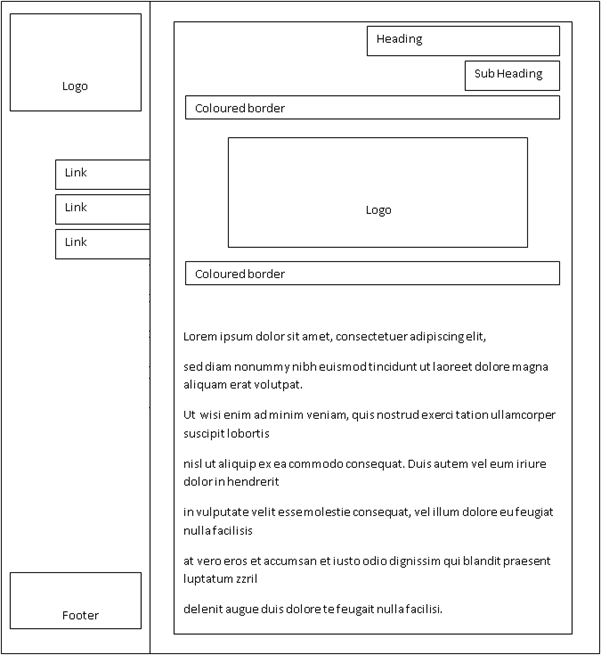 Logo
Link
Link
Link
Footer
Heading
Sub Heading
Coloured border
Logo
Coloured border
Lorem ipsum dolor sit amet, consectetuer adipiscing elit,
sed diam nonummy nibh euismod tincidunt ut laoreet dolore magna
aliquam erat volutpat.
Ut wisi enim ad minim veniam, quis nostrud exerci tation ullamcorper
suscipit lobortis
nisl ut aliquip ex ea commodo consequat. Duis autem vel eum iriure
dolor in hendrerit
in vulputate velit esse molestie consequat, vel illum dolore eu feugiat
nulla facilisis
at vero eros et accumsan et iusto odio dignissim qui blandit praesent
luptatum zzril
delenit augue duis dolore te feugait nulla facilisi.